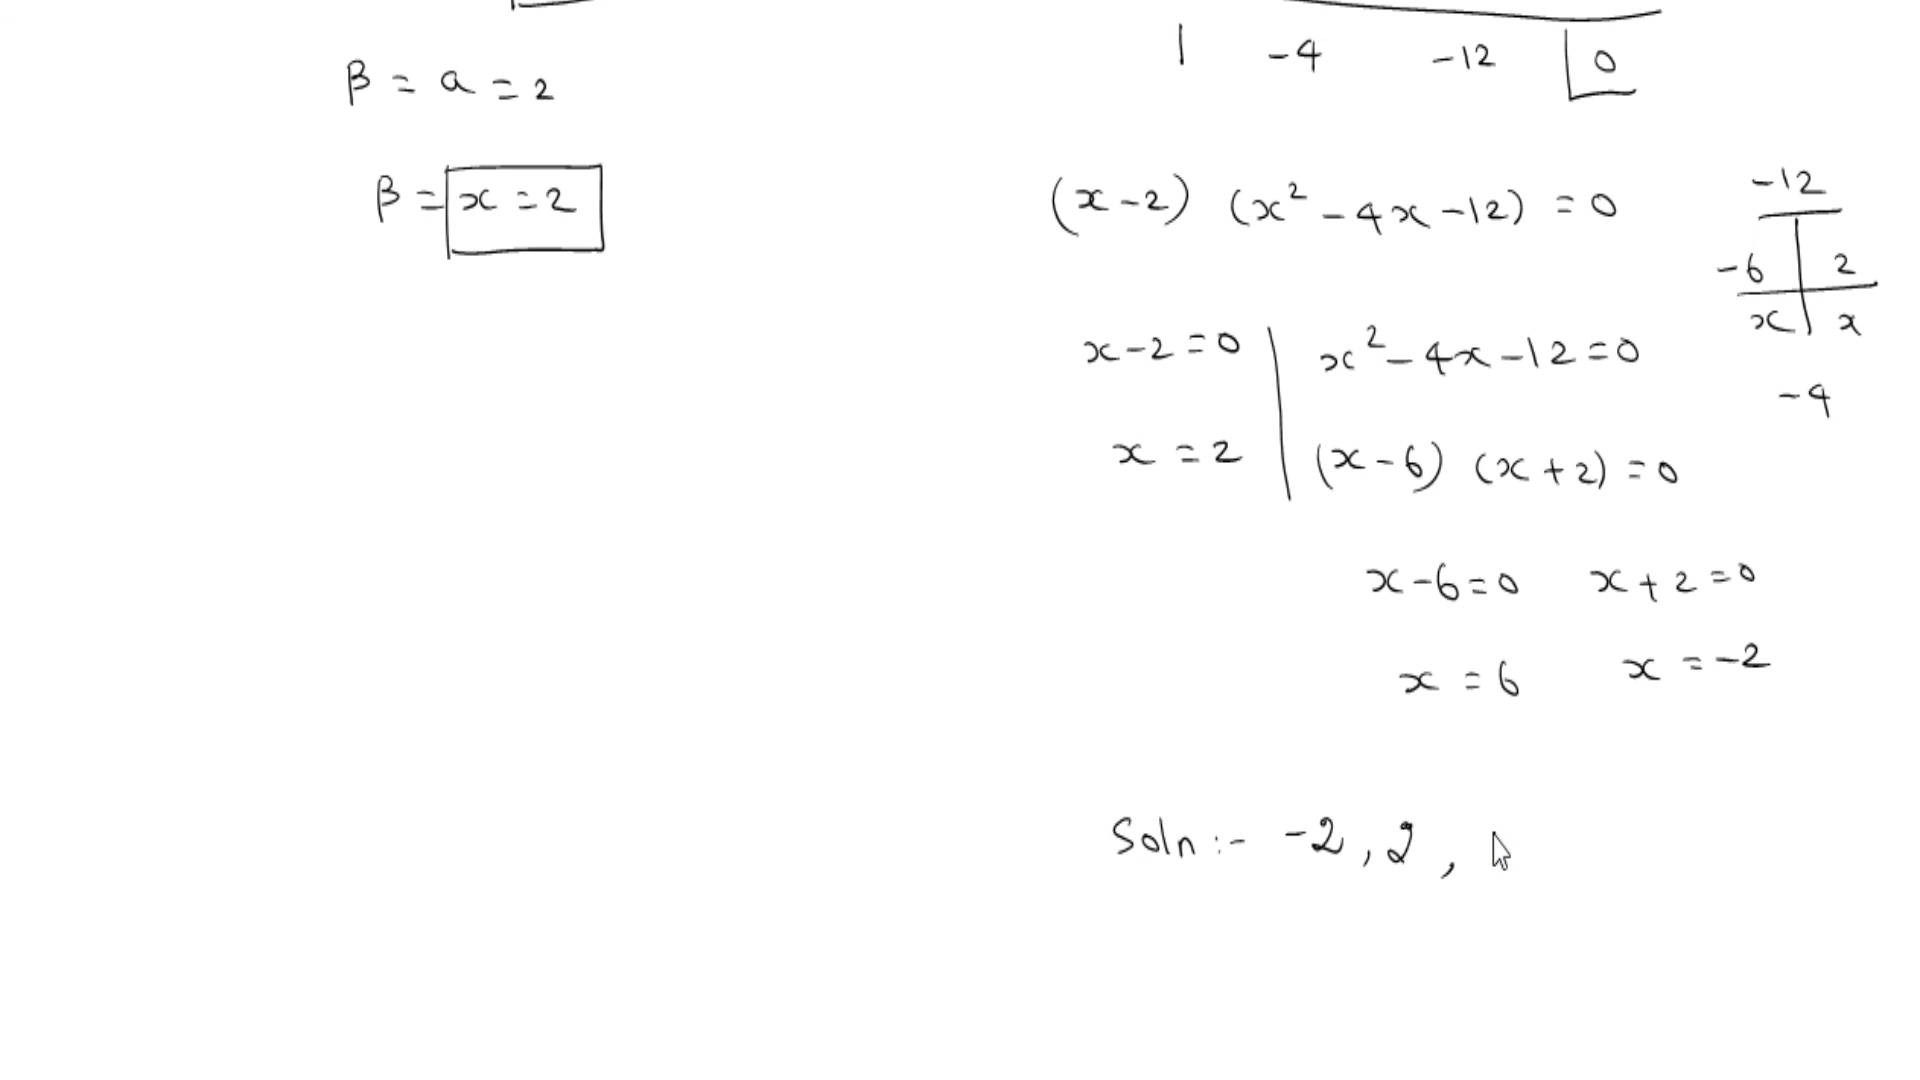 β = a = 2
β = x = 2
1 -4 -12 0
(x-2) (x² - 4x - 12) = 0
-12
-6 | 2
x | x
-4
x-2=0 | x² - 4x - 12 = 0
x = 2 | (x-6) (x+2) = 0
x-6=0 x+2=0
x = 6 x = -2
Soln :- -2, 2,